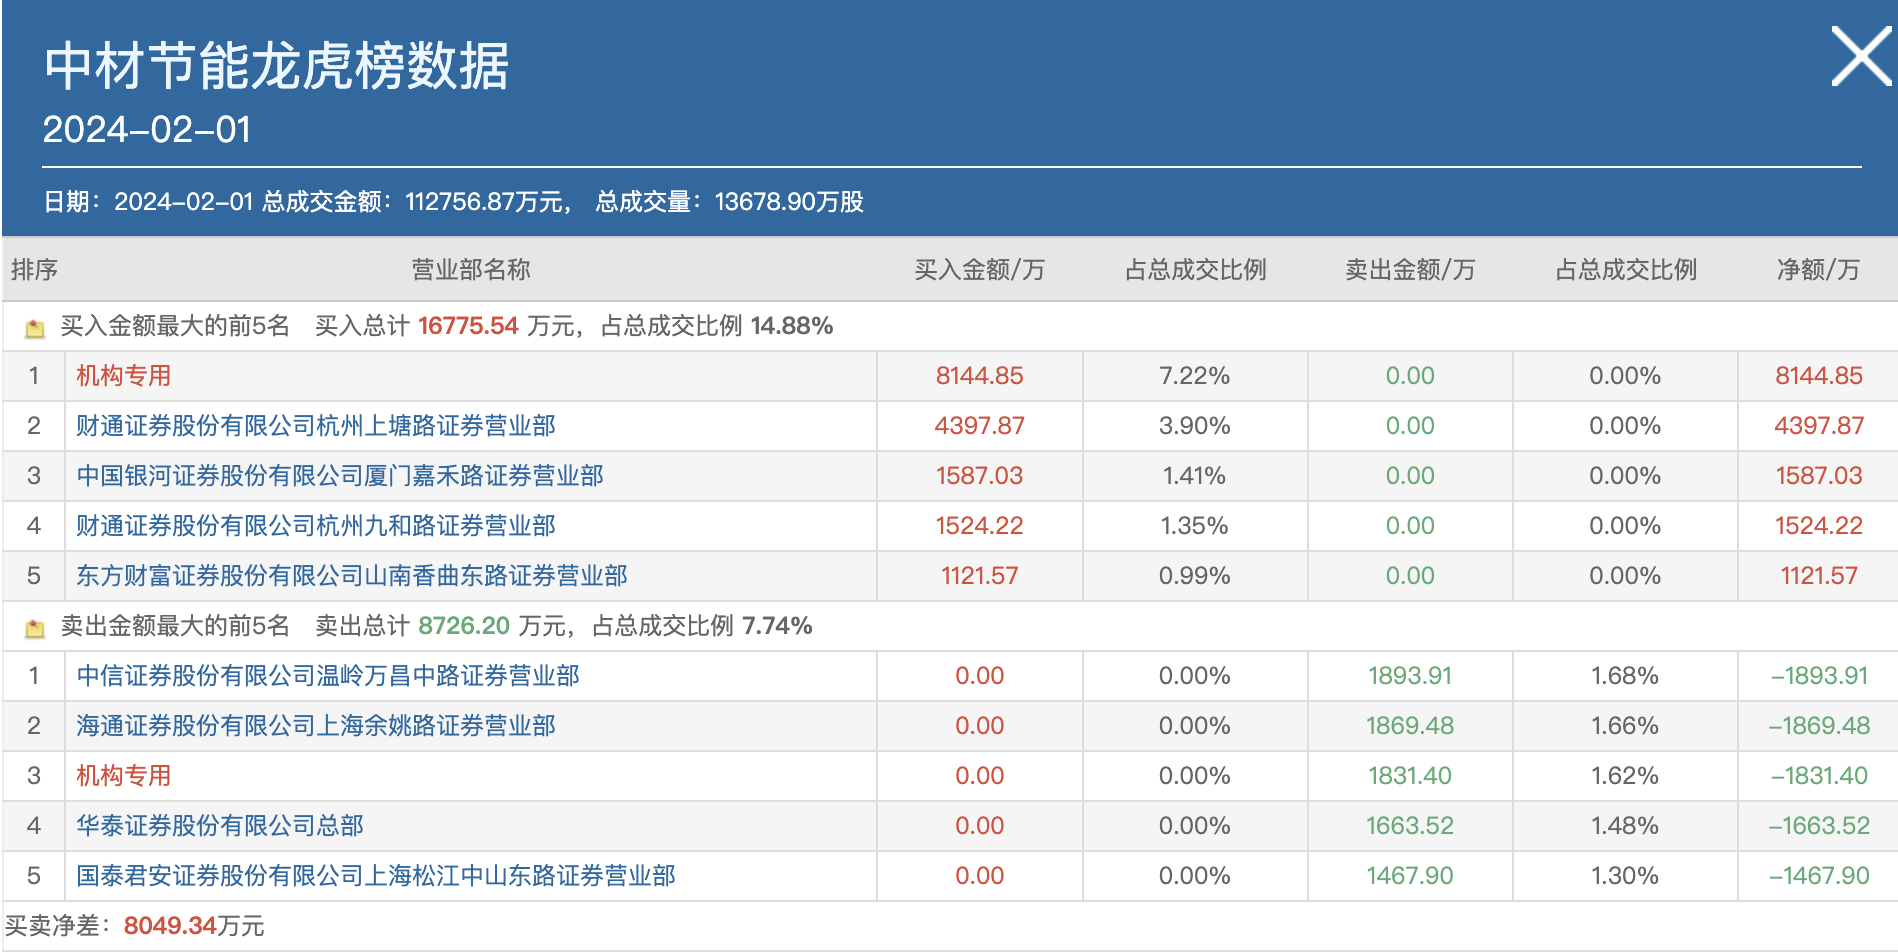 中材节能龙虎榜数据
2024-02-01
日期：2024-02-01 总成交金额：112756.87万元， 总成交量：13678.90万股
排序 营业部名称 买入金额/万 占总成交比例 卖出金额/万 占总成交比例 净额/万
买入金额最大的前5名 买入总计 16775.54 万元，占总成交比例 14.88%
1 机构专用 8144.85 7.22% 0.00 0.00% 8144.85
2 财通证券股份有限公司杭州上塘路证券营业部 4397.87 3.90% 0.00 0.00% 4397.87
3 中国银河证券股份有限公司厦门嘉禾路证券营业部 1587.03 1.41% 0.00 0.00% 1587.03
4 财通证券股份有限公司杭州九和路证券营业部 1524.22 1.35% 0.00 0.00% 1524.22
5 东方财富证券股份有限公司山南香曲东路证券营业部 1121.57 0.99% 0.00 0.00% 1121.57
卖出金额最大的前5名 卖出总计 8726.20 万元，占总成交比例 7.74%
1 中信证券股份有限公司温岭万昌中路证券营业部 0.00 0.00% 1893.91 1.68% -1893.91
2 海通证券股份有限公司上海余姚路证券营业部 0.00 0.00% 1869.48 1.66% -1869.48
3 机构专用 0.00 0.00% 1831.40 1.62% -1831.40
4 华泰证券股份有限公司总部 0.00 0.00% 1663.52 1.48% -1663.52
5 国泰君安证券股份有限公司上海松江中山东路证券营业部 0.00 0.00% 1467.90 1.30% -1467.90
买卖净差：8049.34万元